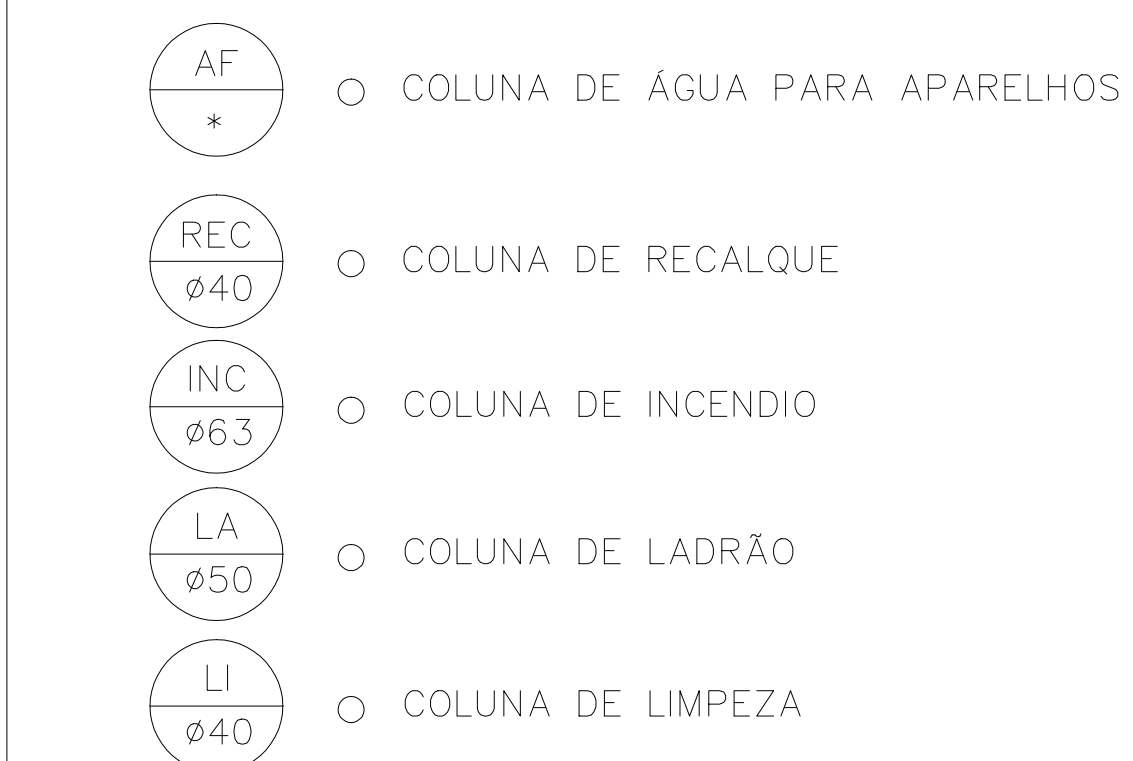 AF
*
COLUNA DE ÁGUA PARA APARELHOS
REC
ø40
COLUNA DE RECALQUE
INC
ø63
COLUNA DE INCENDIO
LA
ø50
COLUNA DE LADRÃO
LI
ø40
COLUNA DE LIMPEZA